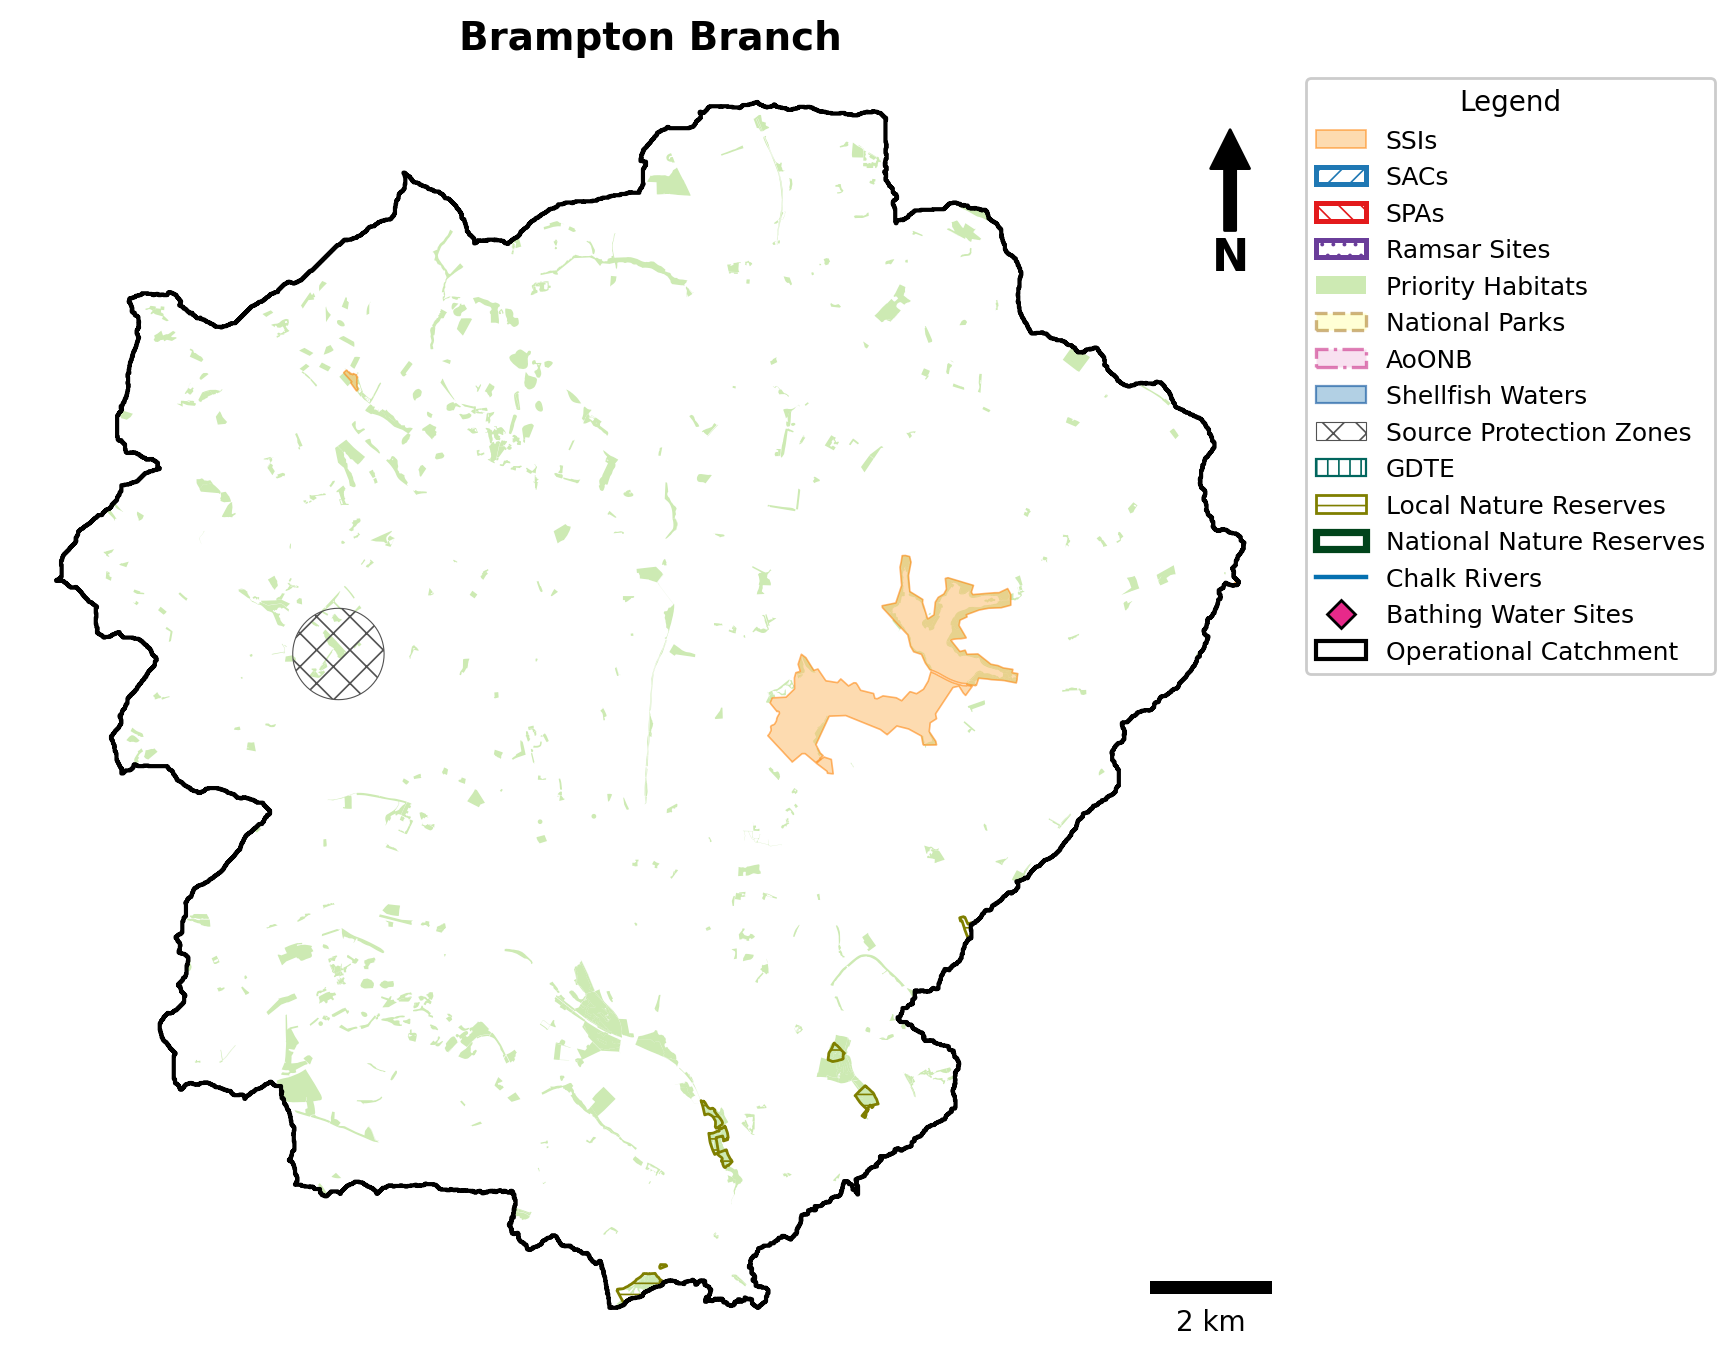 Brampton Branch
Legend
SSIs
SACs
SPAs
Ramsar Sites
Priority Habitats
National Parks
AoONB
Shellfish Waters
Source Protection Zones
GDTE
Local Nature Reserves
National Nature Reserves
Chalk Rivers
Bathing Water Sites
Operational Catchment
N
2 km